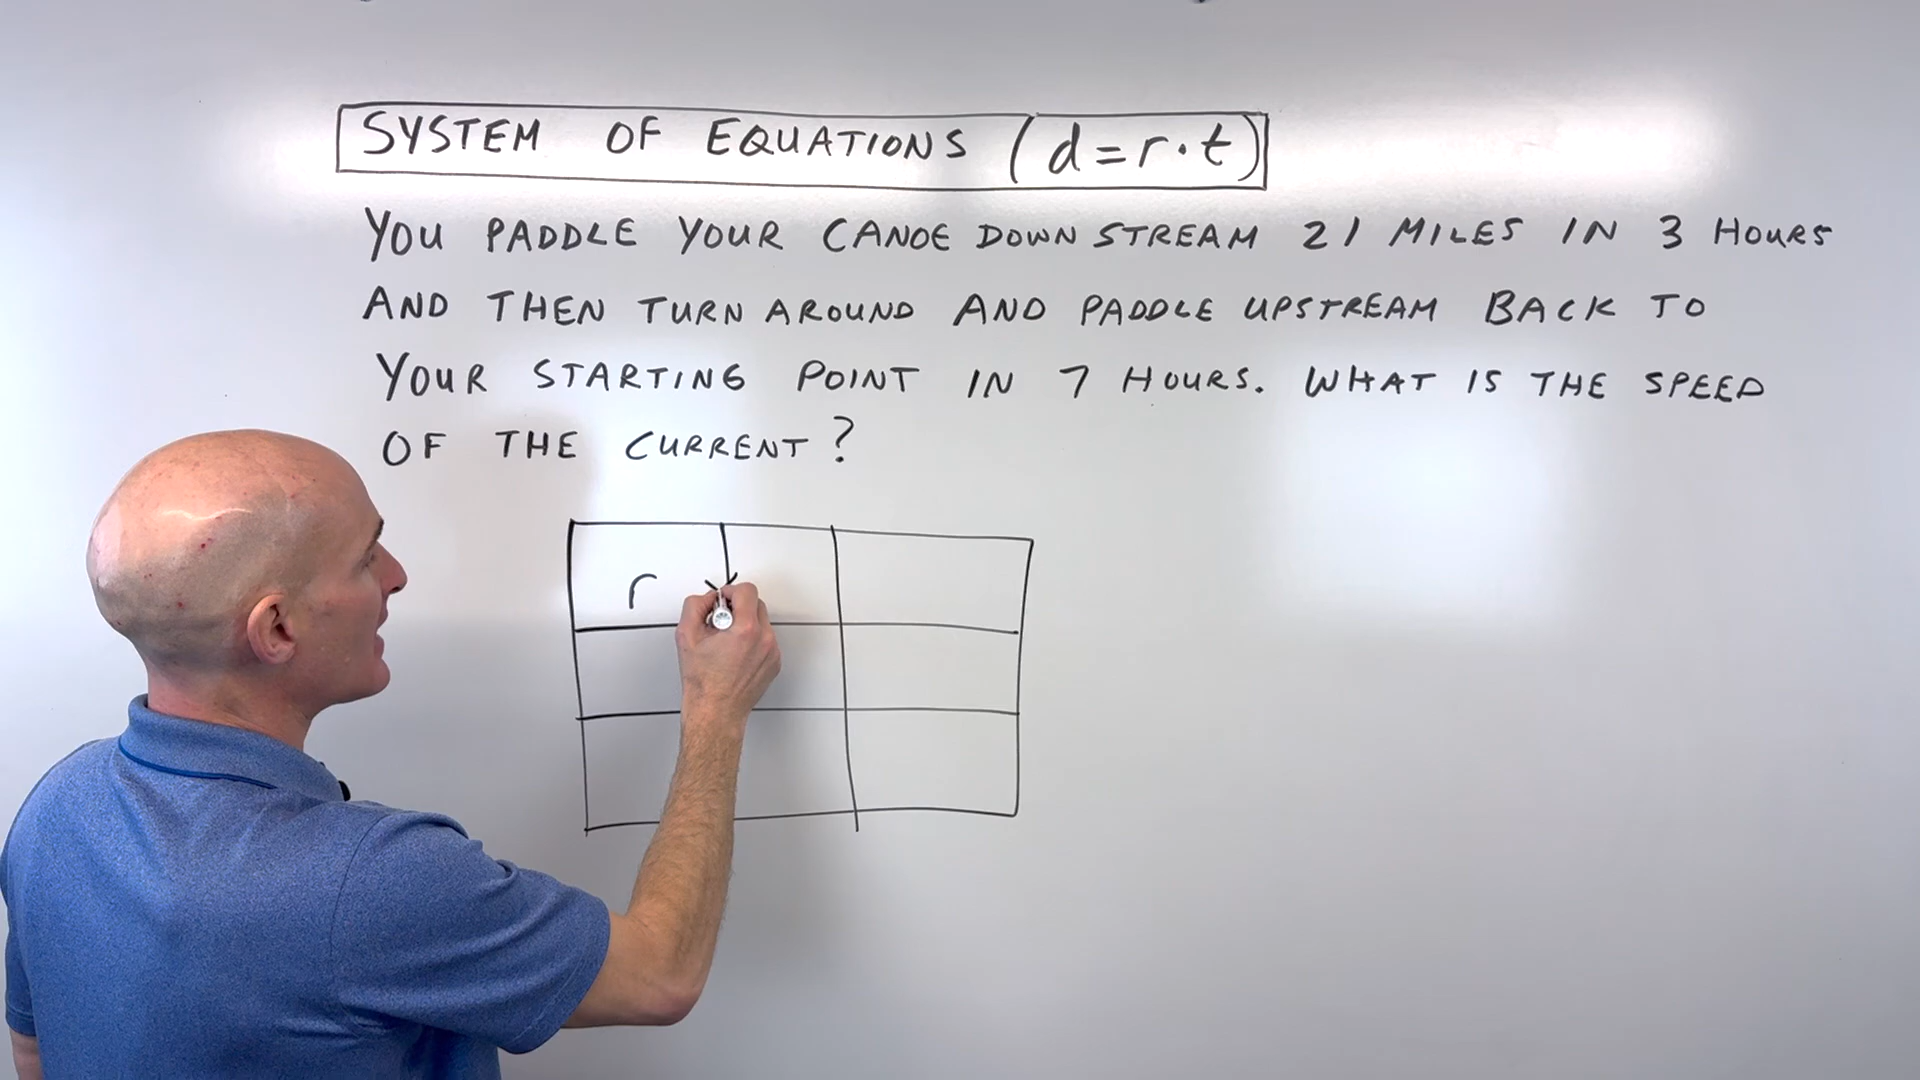 SYSTEM OF EQUATIONS (d=r·t)
YOU PADDLE YOUR CANOE DOWNSTREAM 21 MILES IN 3 HOURS
AND THEN TURN AROUND AND PADDLE UPSTREAM BACK TO
YOUR STARTING POINT IN 7 HOURS. WHAT IS THE SPEED
OF THE CURRENT?
r